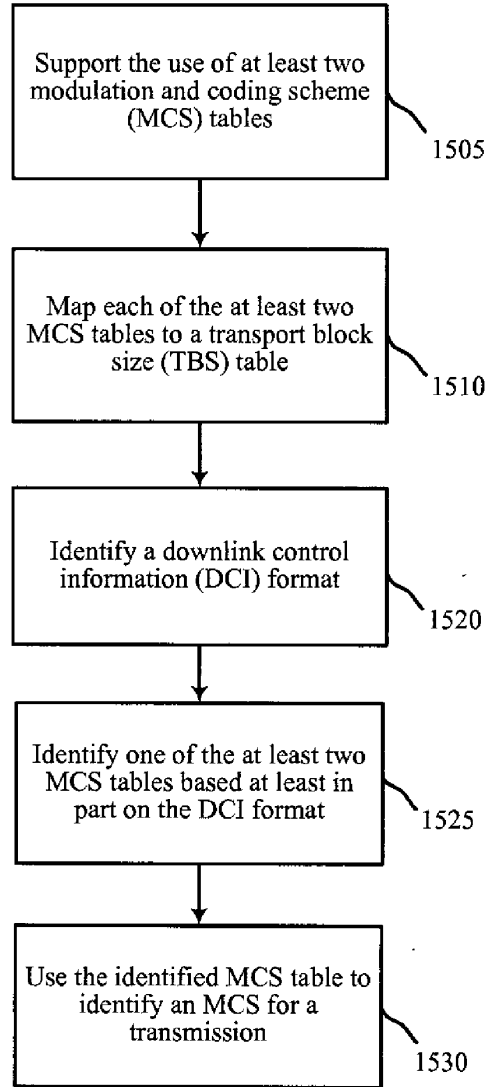 Support the use of at least two
modulation and coding scheme
(MCS) tables
1505
Map each of the at least two
MCS tables to a transport block
size (TBS) table
1510
Identify a downlink control
information (DCI) format
1520
Identify one of the at least two
MCS tables based at least in
part on the DCI format
1525
Use the identified MCS table to
identify an MCS for a
transmission
1530